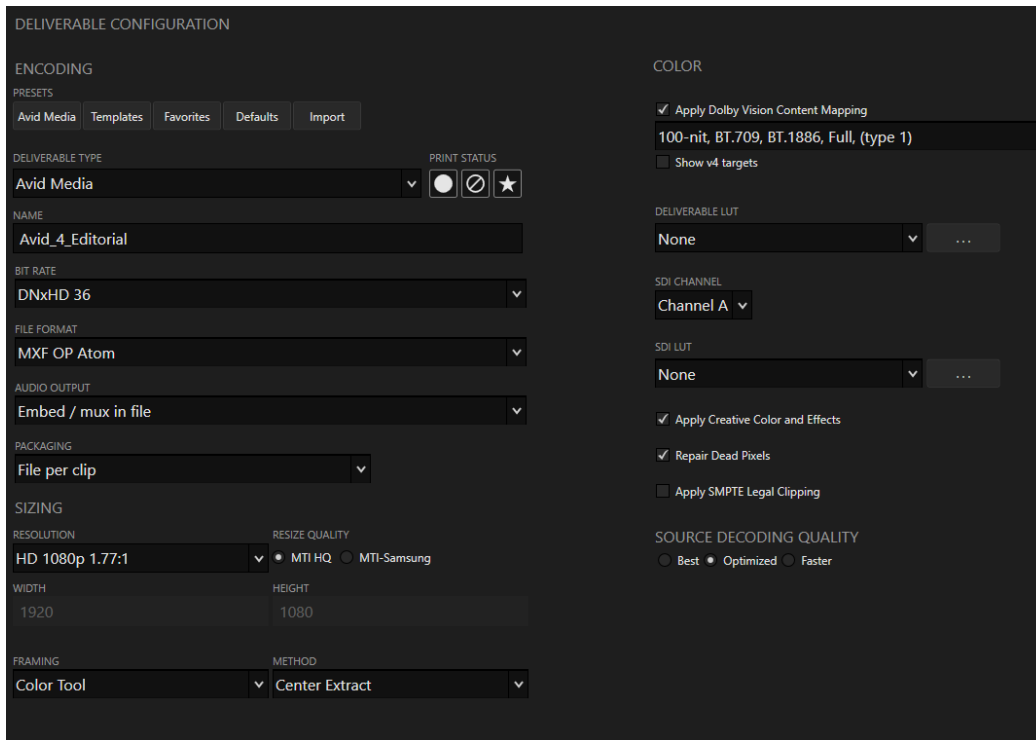 DELIVERABLE CONFIGURATION
ENCODING
PRESETS
Avid Media Templates Favorites Defaults Import
DELIVERABLE TYPE PRINT STATUS
Avid Media
NAME
Avid_4_Editorial
BIT RATE
DNxHD 36
FILE FORMAT
MXF OP Atom
AUDIO OUTPUT
Embed / mux in file
PACKAGING
File per clip
SIZING
RESOLUTION RESIZE QUALITY
HD 1080p 1.77:1 MTI HQ MTI-Samsung
WIDTH HEIGHT
1920 1080
FRAMING METHOD
Color Tool Center Extract
COLOR
Apply Dolby Vision Content Mapping
100-nit, BT.709, BT.1886, Full, (type 1)
Show v4 targets
DELIVERABLE LUT
None ...
SDI CHANNEL
Channel A
SDI LUT
None ...
Apply Creative Color and Effects
Repair Dead Pixels
Apply SMPTE Legal Clipping
SOURCE DECODING QUALITY
Best Optimized Faster